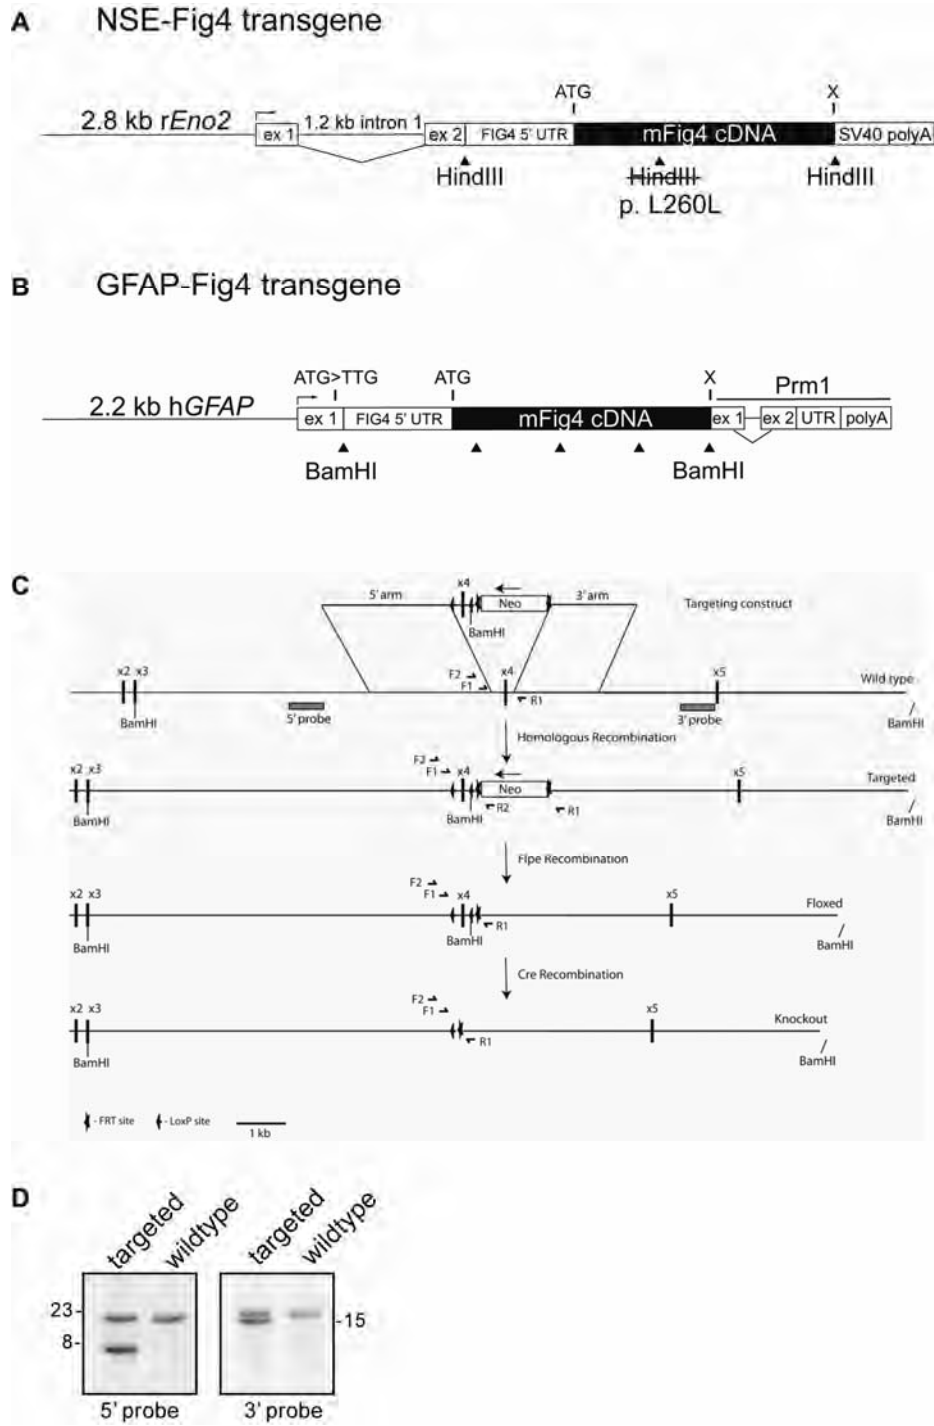 A NSE-Fig4 transgene
ATG X
2.8 kb rEno2 ex 1 1.2 kb intron 1 ex 2 FIG4 5' UTR mFig4 cDNA SV40 polyA
HindIII HindIII HindIII
p. L260L
B GFAP-Fig4 transgene
ATG>TTG ATG X Prm1
2.2 kb hGFAP ex 1 FIG4 5' UTR mFig4 cDNA ex 1 ex 2 UTR polyA
BamHI BamHI
C
5' arm x4 Neo 3' arm Targeting construct
BamHI
x2 x3 F2 F1 x4 R1 x5 Wild type
BamHI 5' probe 3' probe BamHI
Homologous Recombination
x2 x3 F2 F1 x4 Neo x5 Targeted
BamHI BamHI R2 R1 BamHI
Flpe Recombination
x2 x3 F2 F1 x4 x5 Floxed
BamHI BamHI R1 BamHI
Cre Recombination
x2 x3 F2 F1 x5 Knockout
BamHI R1 BamHI
- FRT site - LoxP site 1 kb
D
targeted wildtype targeted wildtype
23- -15
8-
5' probe 3' probe